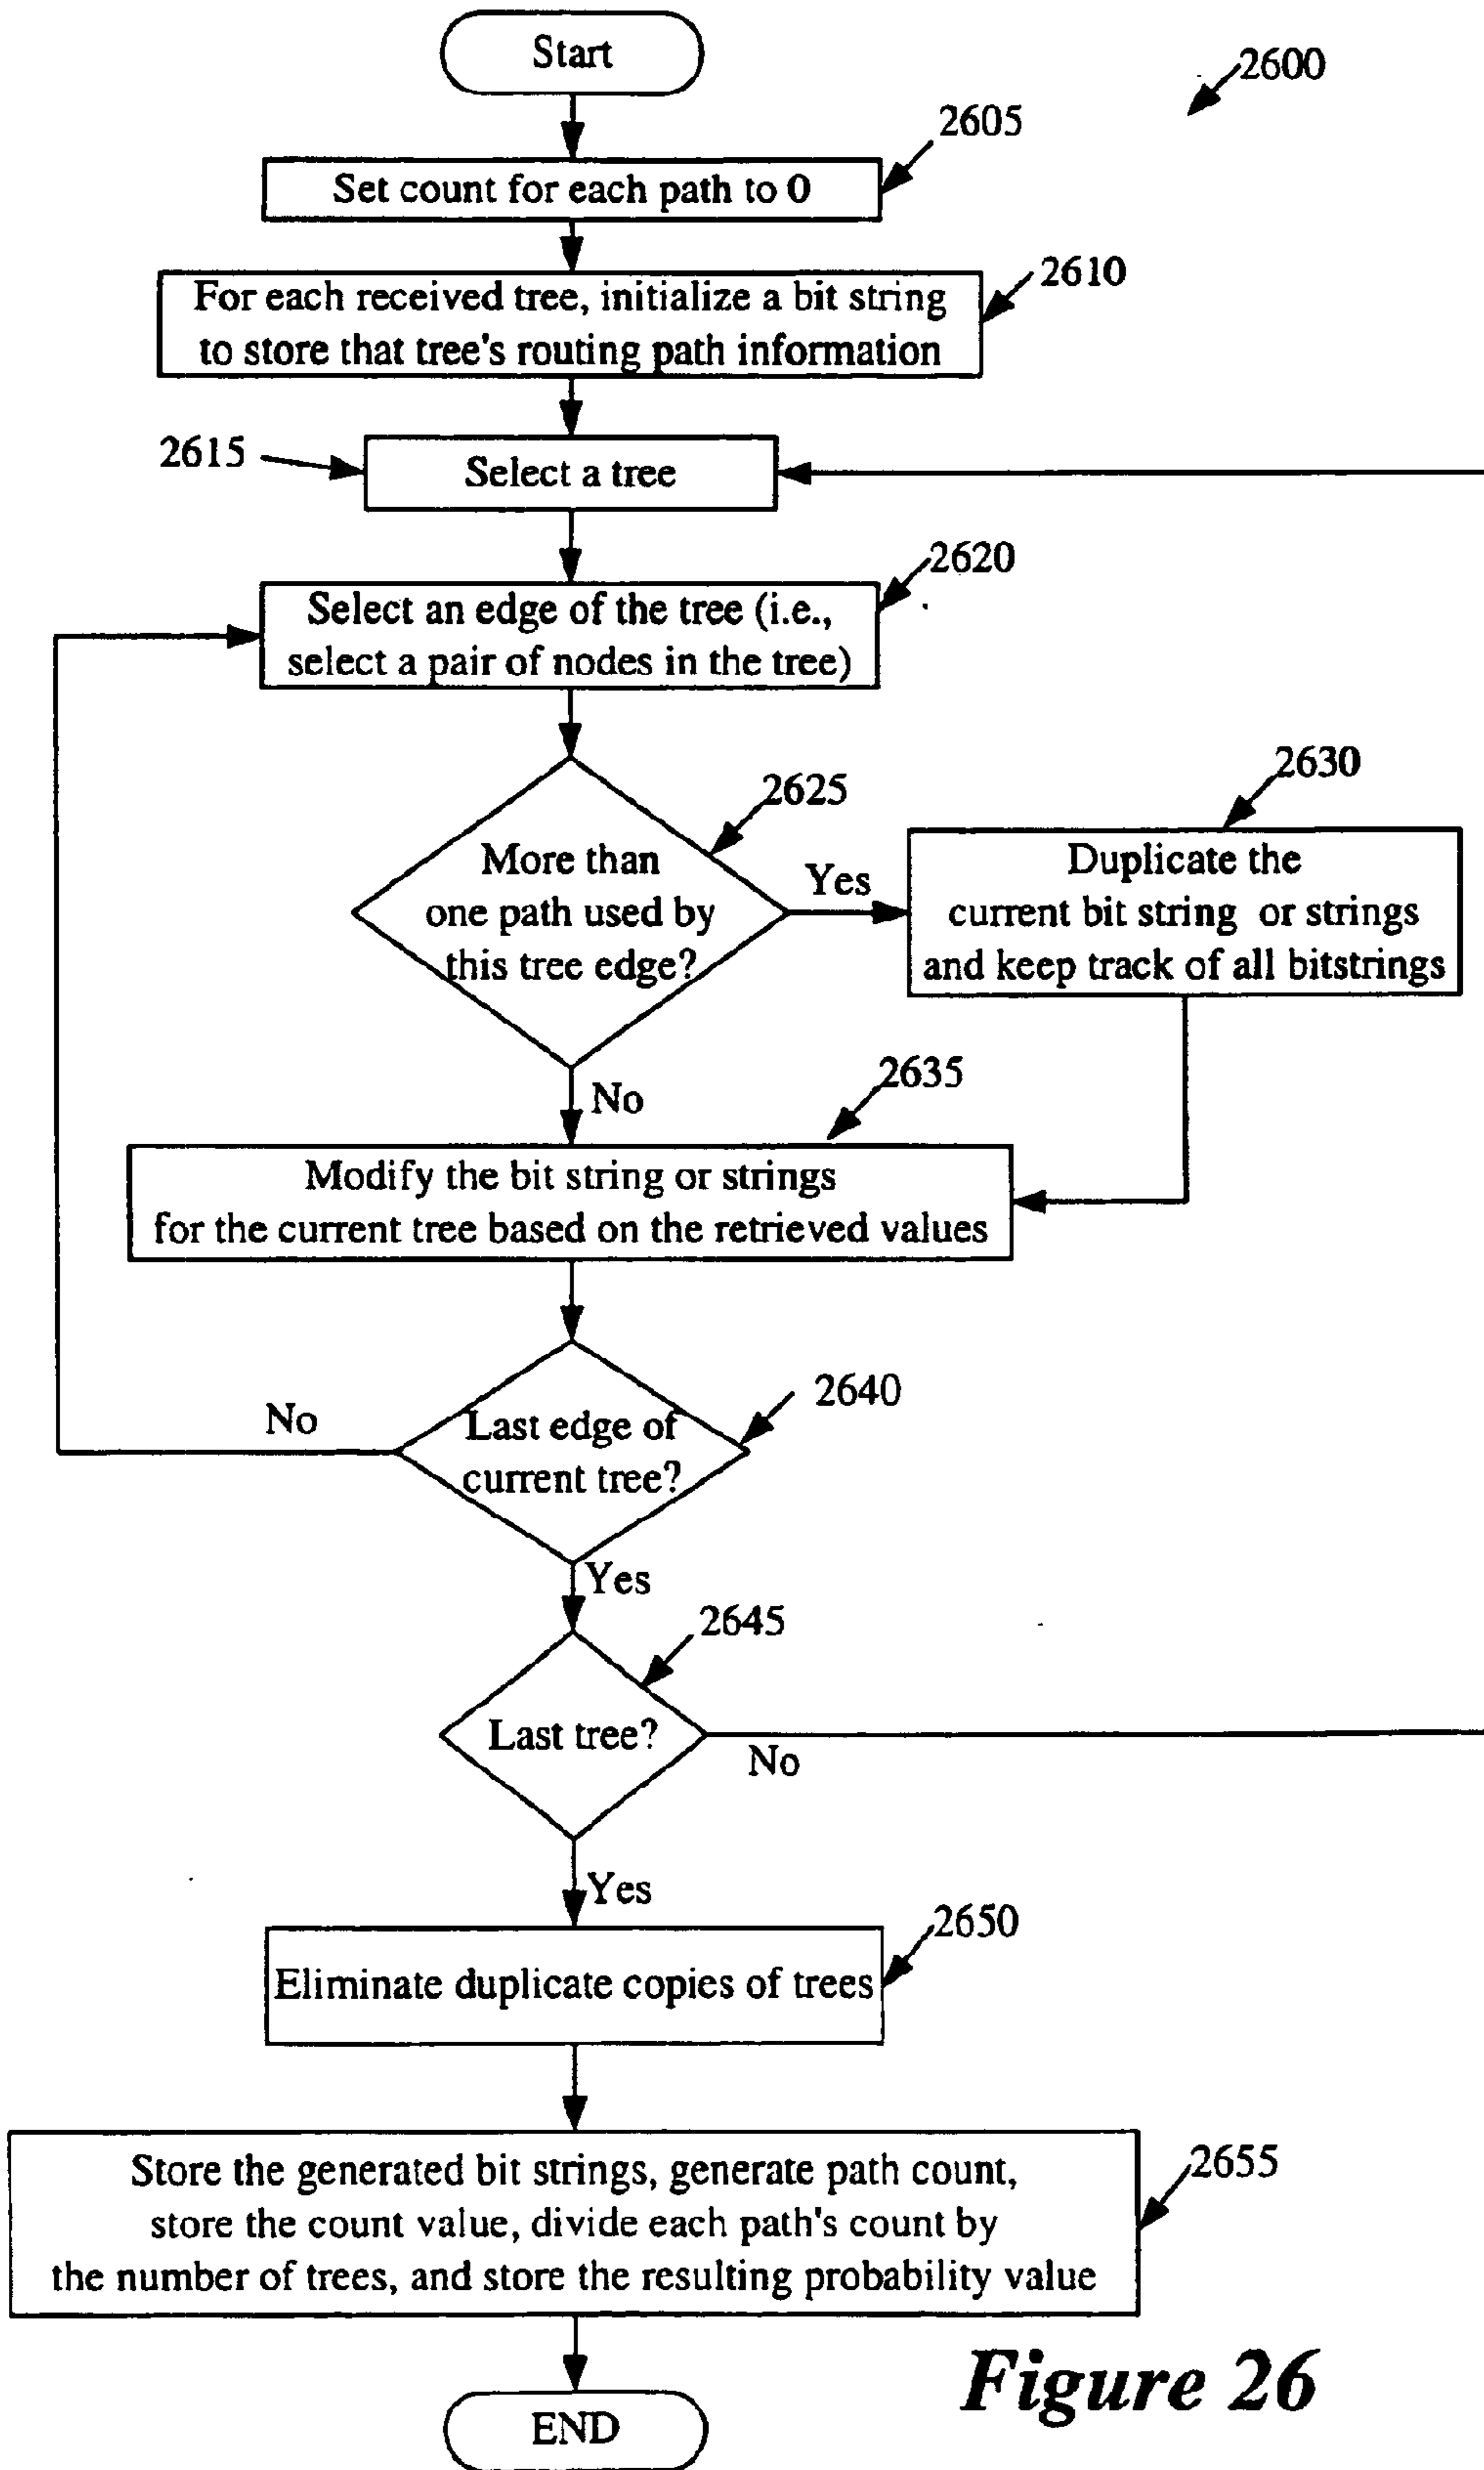 Start
2600
2605
Set count for each path to 0
2610
For each received tree, initialize a bit string
to store that tree's routing path information
2615
Select a tree
2620
Select an edge of the tree (i.e.,
select a pair of nodes in the tree)
2625
2630
More than
one path used by
this tree edge?
Yes
Duplicate the
current bit string or strings
and keep track of all bitstrings
No
2635
Modify the bit string or strings
for the current tree based on the retrieved values
2640
No
Last edge of
current tree?
Yes
2645
Last tree?
No
Yes
2650
Eliminate duplicate copies of trees
2655
Store the generated bit strings, generate path count,
store the count value, divide each path's count by
the number of trees, and store the resulting probability value
END
Figure 26